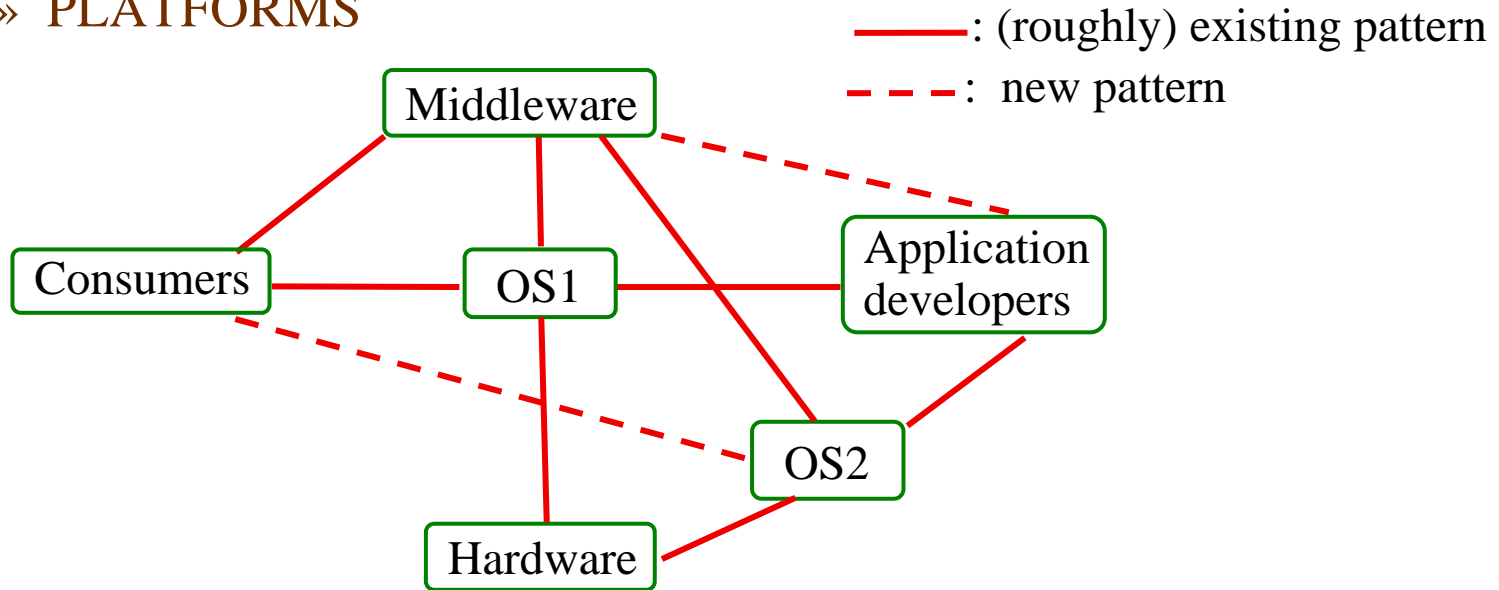 » PLATFORMS
: (roughly) existing pattern
: new pattern
Middleware
Consumers
OS1
Application
developers
OS2
Hardware